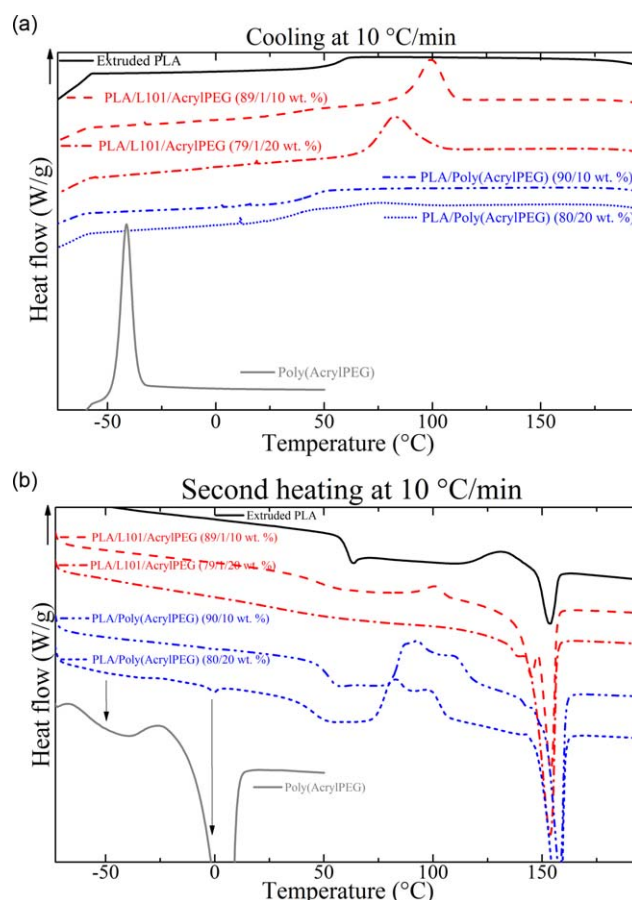 (a)
Cooling at 10 °C/min
Extruded PLA
PLA/L101/AcrylPEG (89/1/10 wt. %)
PLA/L101/AcrylPEG (79/1/20 wt. %)
PLA/Poly(AcrylPEG) (90/10 wt. %)
PLA/Poly(AcrylPEG) (80/20 wt. %)
Poly(AcrylPEG)
Heat flow (W/g)
-50 0 50 100 150
Temperature (°C)
(b)
Second heating at 10 °C/min
Extruded PLA
PLA/L101/AcrylPEG (89/1/10 wt. %)
PLA/L101/AcrylPEG (79/1/20 wt. %)
PLA/Poly(AcrylPEG) (90/10 wt. %)
PLA/Poly(AcrylPEG) (80/20 wt. %)
Poly(AcrylPEG)
Heat flow (W/g)
-50 0 50 100 150
Temperature (°C)